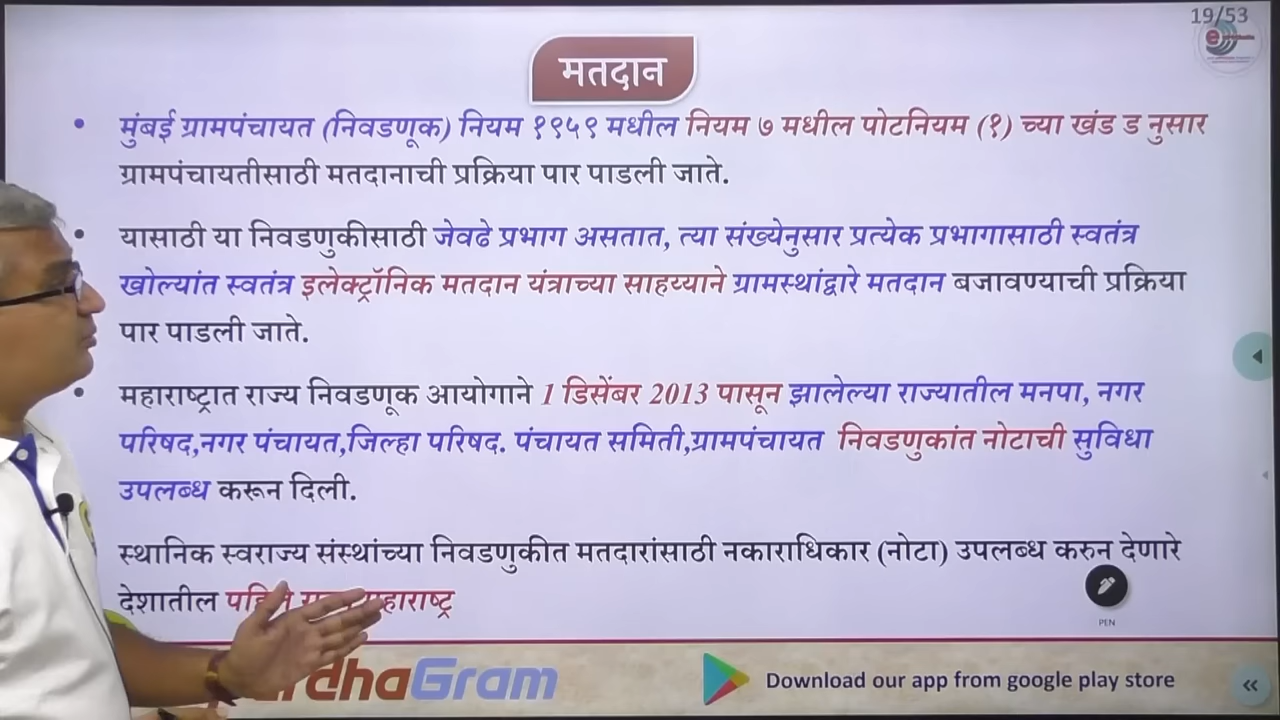 19/53
मतदान
• मुंबई ग्रामपंचायत (निवडणूक) नियम १९५९ मधील नियम ७ मधील पोटनियम (१) च्या खंड ड नुसार
ग्रामपंचायतीसाठी मतदानाची प्रक्रिया पार पाडली जाते.
• यासाठी या निवडणुकीसाठी जेवढे प्रभाग असतात, त्या संख्येनुसार प्रत्येक प्रभागासाठी स्वतंत्र
खोल्यांत स्वतंत्र इलेक्ट्रॉनिक मतदान यंत्राच्या साहय्याने ग्रामस्थांद्वारे मतदान बजावण्याची प्रक्रिया
पार पाडली जाते.
• महाराष्ट्रात राज्य निवडणूक आयोगाने 1 डिसेंबर 2013 पासून झालेल्या राज्यातील मनपा, नगर
परिषद,नगर पंचायत,जिल्हा परिषद. पंचायत समिती,ग्रामपंचायत निवडणुकांत नोटाची सुविधा
उपलब्ध करून दिली.
स्थानिक स्वराज्य संस्थांच्या निवडणुकीत मतदारांसाठी नकाराधिकार (नोटा) उपलब्ध करुन देणारे
देशातील महाराष्ट्र
PEN
Download our app from google play store